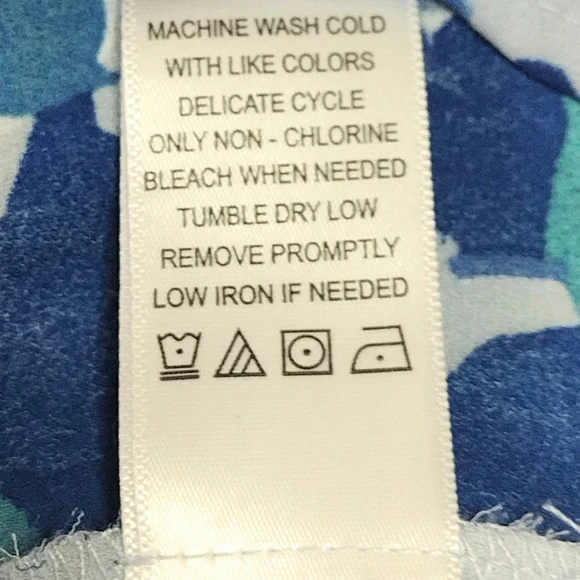 MACHINE WASH COLD
WITH LIKE COLORS
DELICATE CYCLE
ONLY NON - CHLORINE
BLEACH WHEN NEEDED
TUMBLE DRY LOW
REMOVE PROMPTLY
LOW IRON IF NEEDED